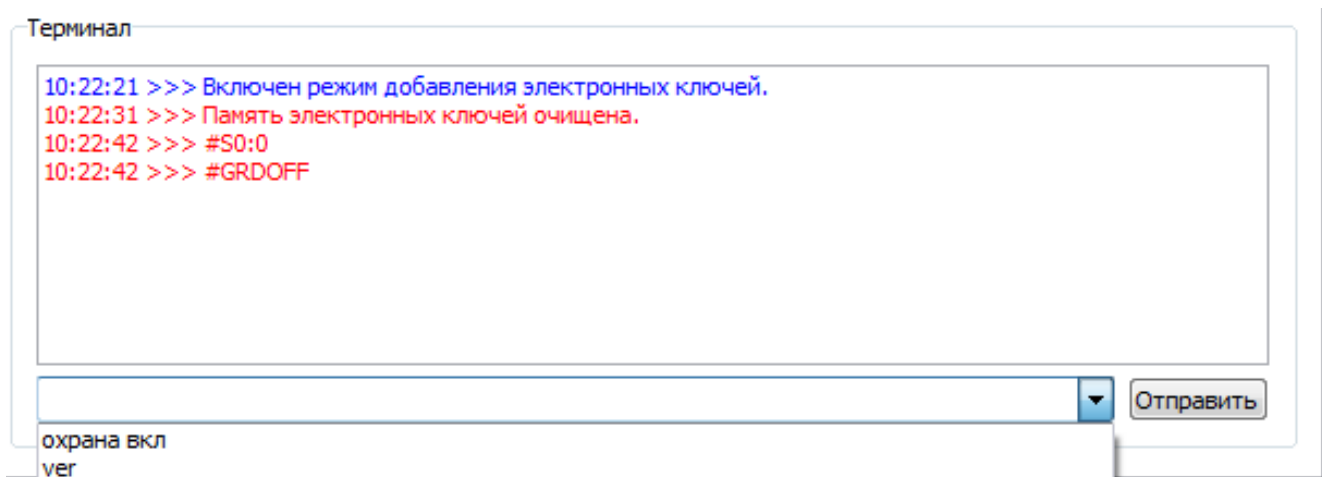 Терминал
10:22:21 >>> Включен режим добавления электронных ключей.
10:22:31 >>> Память электронных ключей очищена.
10:22:42 >>> #S0:0
10:22:42 >>> #GRDOFF
Отправить
охрана вкл
ver